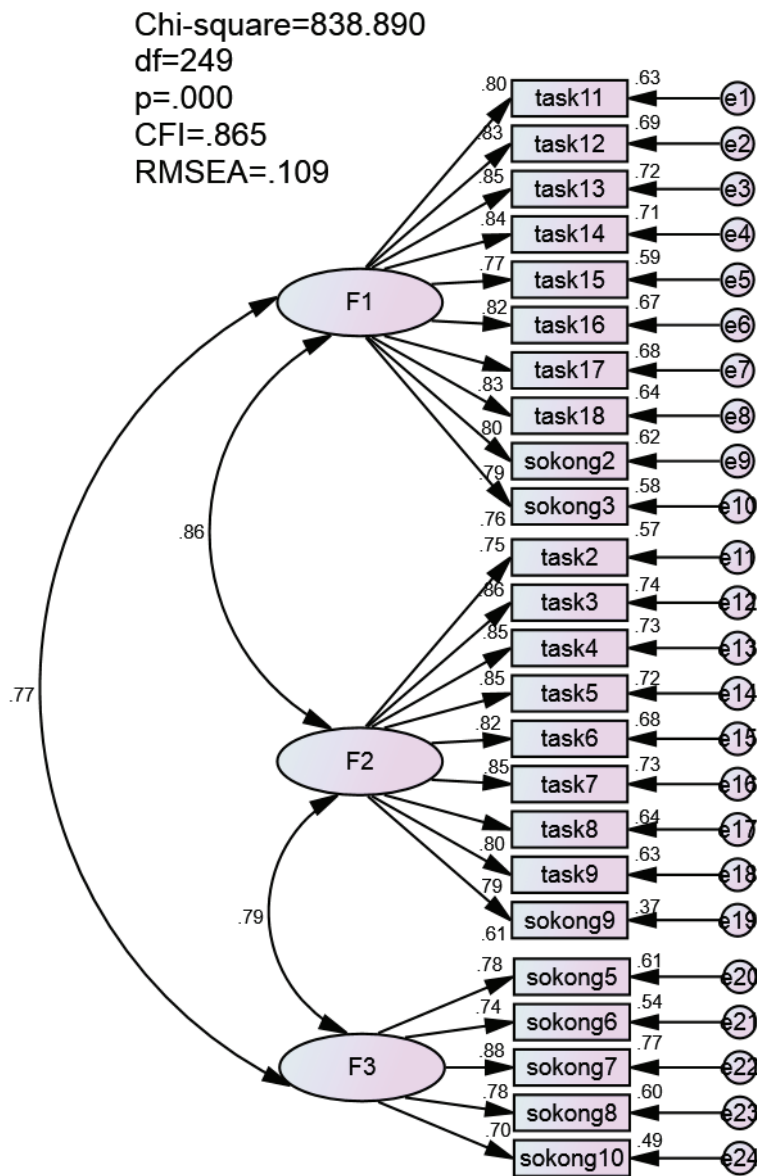 Chi-square=838.890
df=249
p=.000
CFI=.865
RMSEA=.109
.80 task11 .63 e1
.83 task12 .69 e2
.85 task13 .72 e3
.84 task14 .71 e4
.77 task15 .59 e5
F1
.82 task16 .67 e6
task17 .68 e7
.83 task18 .64 e8
.80 sokong2 .62 e9
.79 sokong3 .58 e10
.76
.86
.75 task2 .57 e11
.86 task3 .74 e12
.85 task4 .73 e13
.77
.85 task5 .72 e14
.82 task6 .68 e15
F2
.85 task7 .73 e16
task8 .64 e17
.80 task9 .63 e18
.79 sokong9 .37 e19
.61
.79
.78 sokong5 .61 e20
.74 sokong6 .54 e21
F3
.88 sokong7 .77 e22
.78 sokong8 .60 e23
.70 sokong10 .49 e24